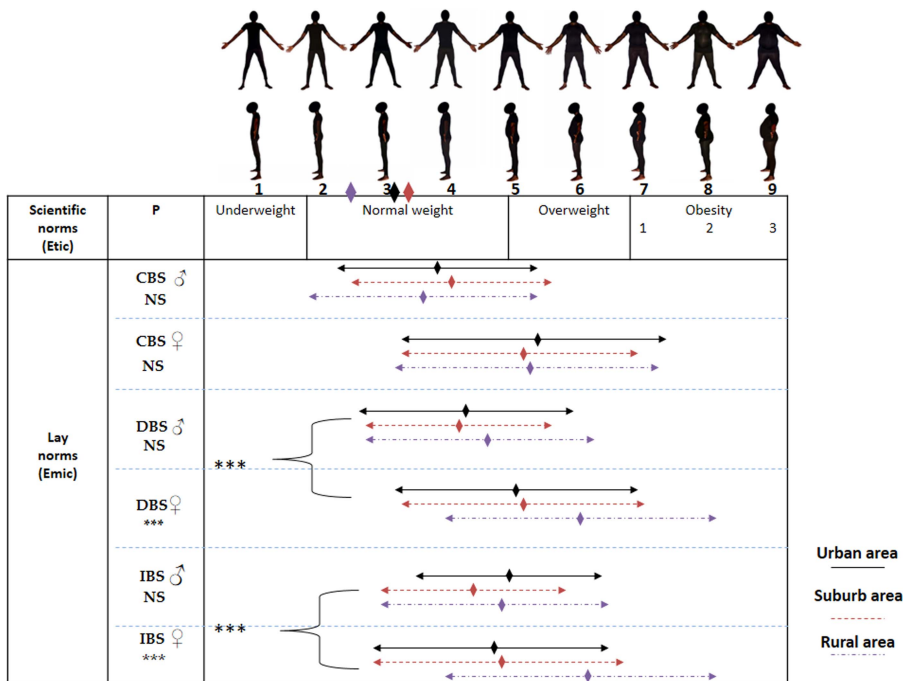 1 2 3 4 5 6 7 8 9
Scientific norms (Etic) P Underweight Normal weight Overweight Obesity
1 2 3
CBS ♂
NS
CBS ♀
NS
Lay norms (Emic)
DBS ♂
NS
***
DBS♀
***
IBS ♂
NS
***
IBS ♀
***
Urban area
Suburb area
Rural area